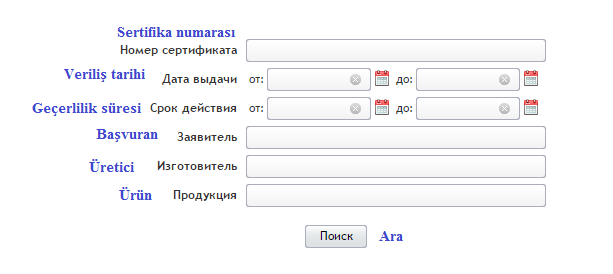 Sertifika numarası
Номер сертификата
Veriliş tarihi Дата выдачи от: до:
Geçerlilik süresi Срок действия от: до:
Başvuran Заявитель
Üretici Изготовитель
Ürün Продукция
Поиск Ara